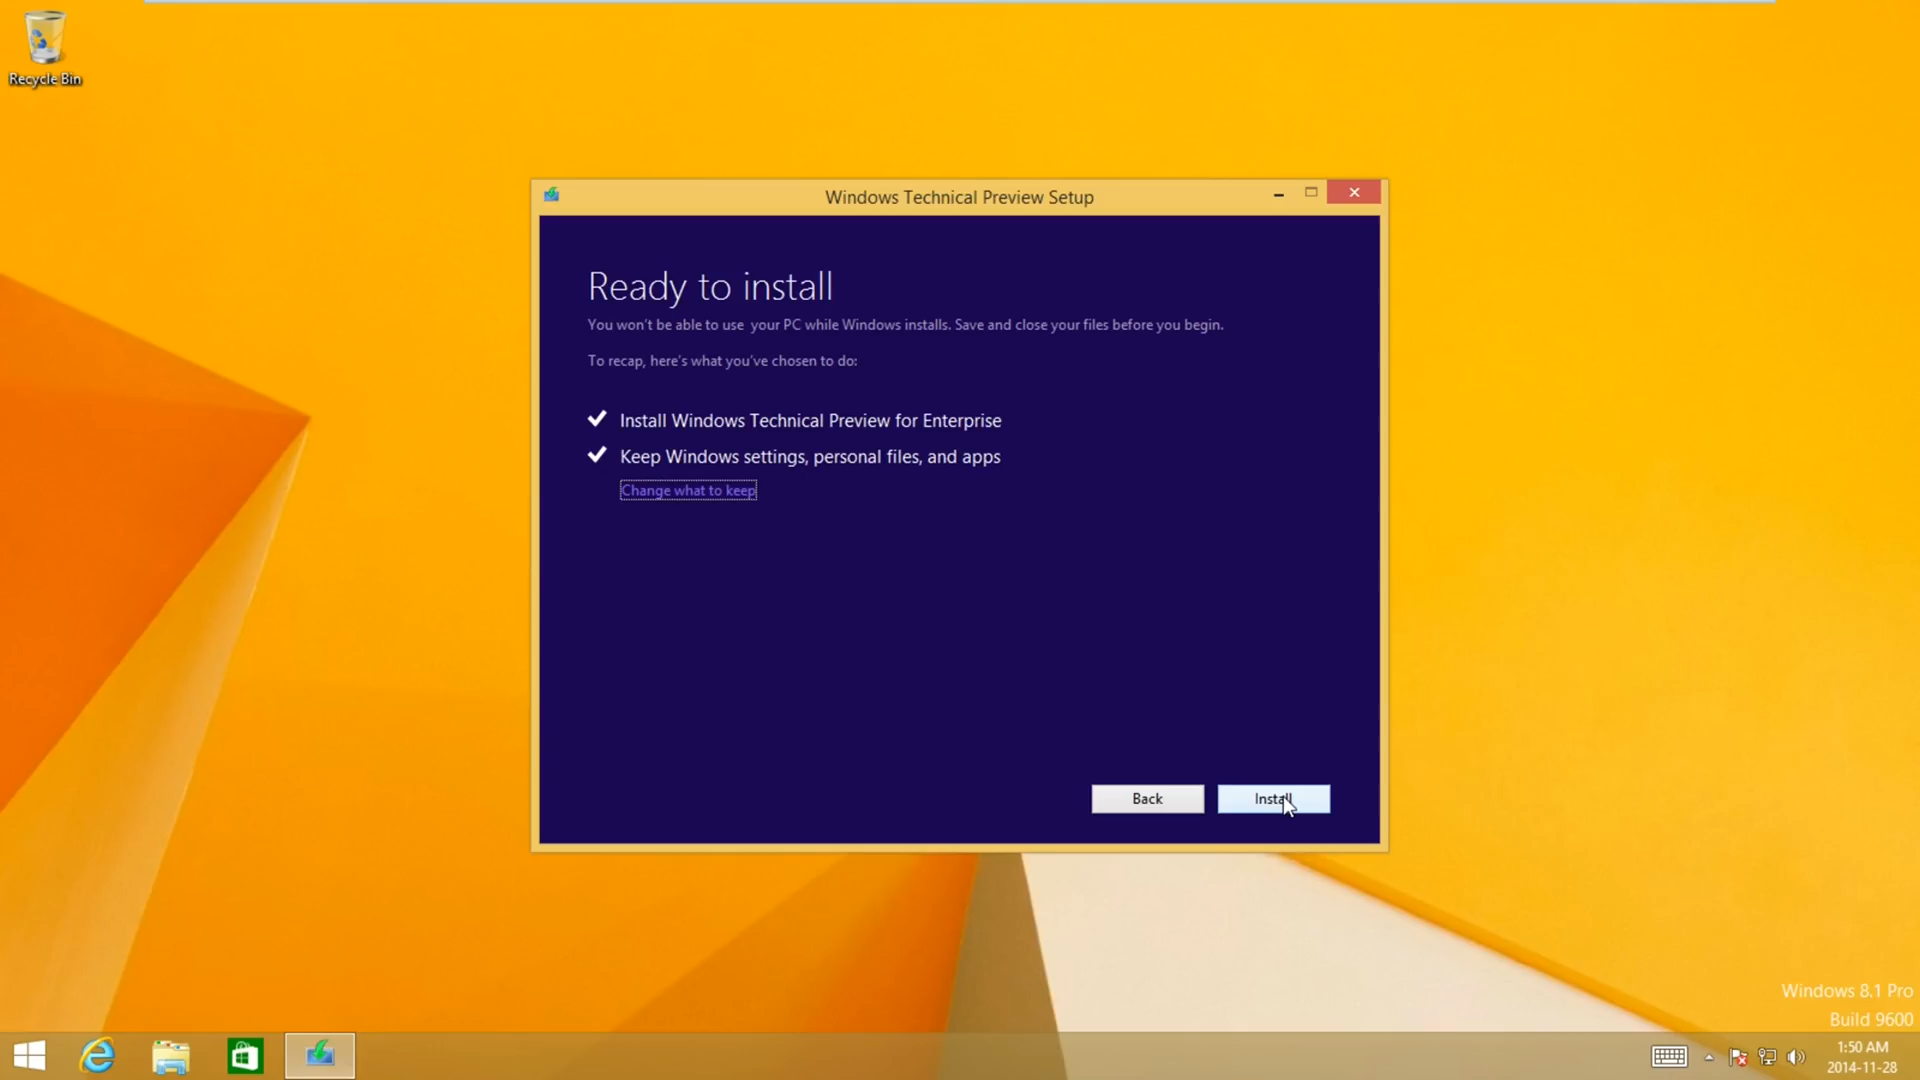 Recycle Bin
Windows Technical Preview Setup
Ready to install
You won't be able to use your PC while Windows installs. Save and close your files before you begin.
To recap, here's what you've chosen to do:
Install Windows Technical Preview for Enterprise
Keep Windows settings, personal files, and apps
Change what to keep
Back
Install
Windows 8.1 Pro
Build 9600
1:50 AM
2014-11-28